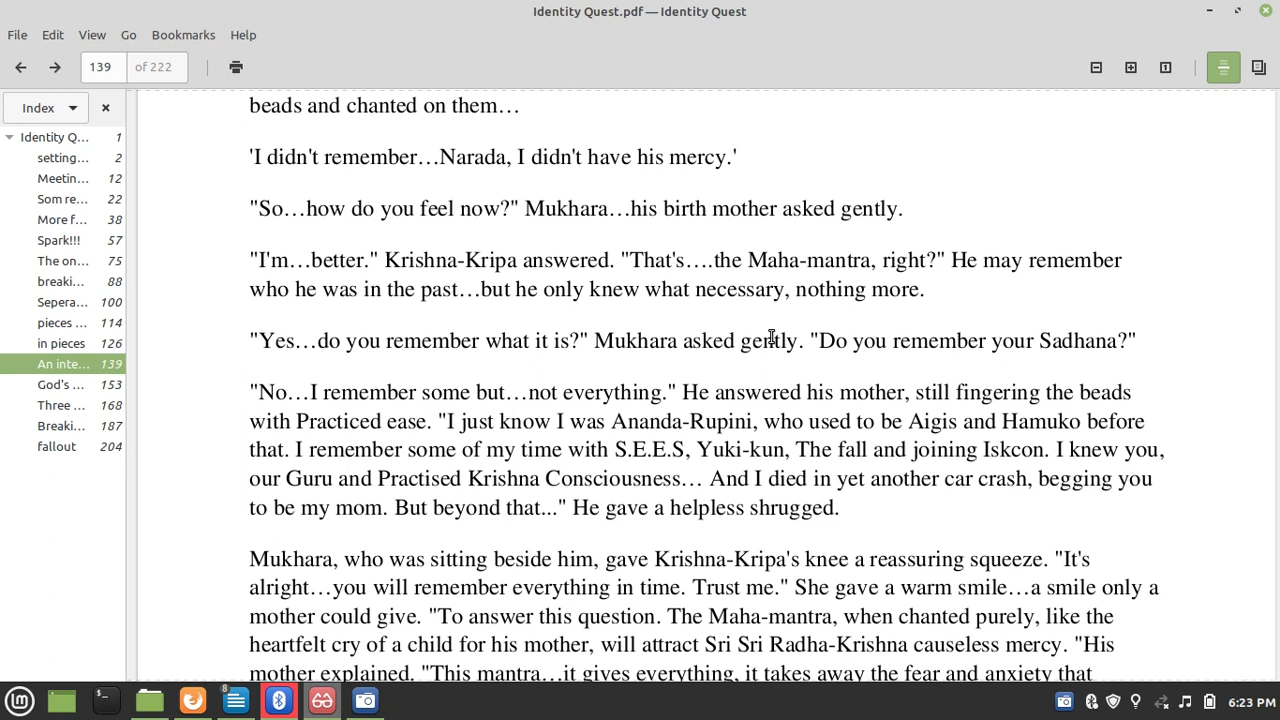 Identity Quest.pdf — Identity Quest
File Edit View Go Bookmarks Help
139 of 222
Index
Identity Q... 1
setting... 2
Meetin... 12
Som re... 22
More f... 38
Spark!!! 57
The on... 75
breaki... 88
Sepera... 100
pieces ... 114
in pieces 126
An inte... 139
God's ... 153
Three ... 168
Breaki... 187
fallout 204
beads and chanted on them…
'I didn't remember…Narada, I didn't have his mercy.'
"So…how do you feel now?" Mukhara…his birth mother asked gently.
"I'm…better." Krishna-Kripa answered. "That's….the Maha-mantra, right?" He may remember
who he was in the past…but he only knew what necessary, nothing more.
"Yes…do you remember what it is?" Mukhara asked gently. "Do you remember your Sadhana?"
"No…I remember some but…not everything." He answered his mother, still fingering the beads
with Practiced ease. "I just know I was Ananda-Rupini, who used to be Aigis and Hamuko before
that. I remember some of my time with S.E.E.S, Yuki-kun, The fall and joining Iskcon. I knew you,
our Guru and Practised Krishna Consciousness… And I died in yet another car crash, begging you
to be my mom. But beyond that..." He gave a helpless shrugged.
Mukhara, who was sitting beside him, gave Krishna-Kripa's knee a reassuring squeeze. "It's
alright…you will remember everything in time. Trust me." She gave a warm smile…a smile only a
mother could give. "To answer this question. The Maha-mantra, when chanted purely, like the
heartfelt cry of a child for his mother, will attract Sri Sri Radha-Krishna causeless mercy. "His
mother explained. "This mantra…it gives everything, it takes away the fear and anxiety that
6:23 PM